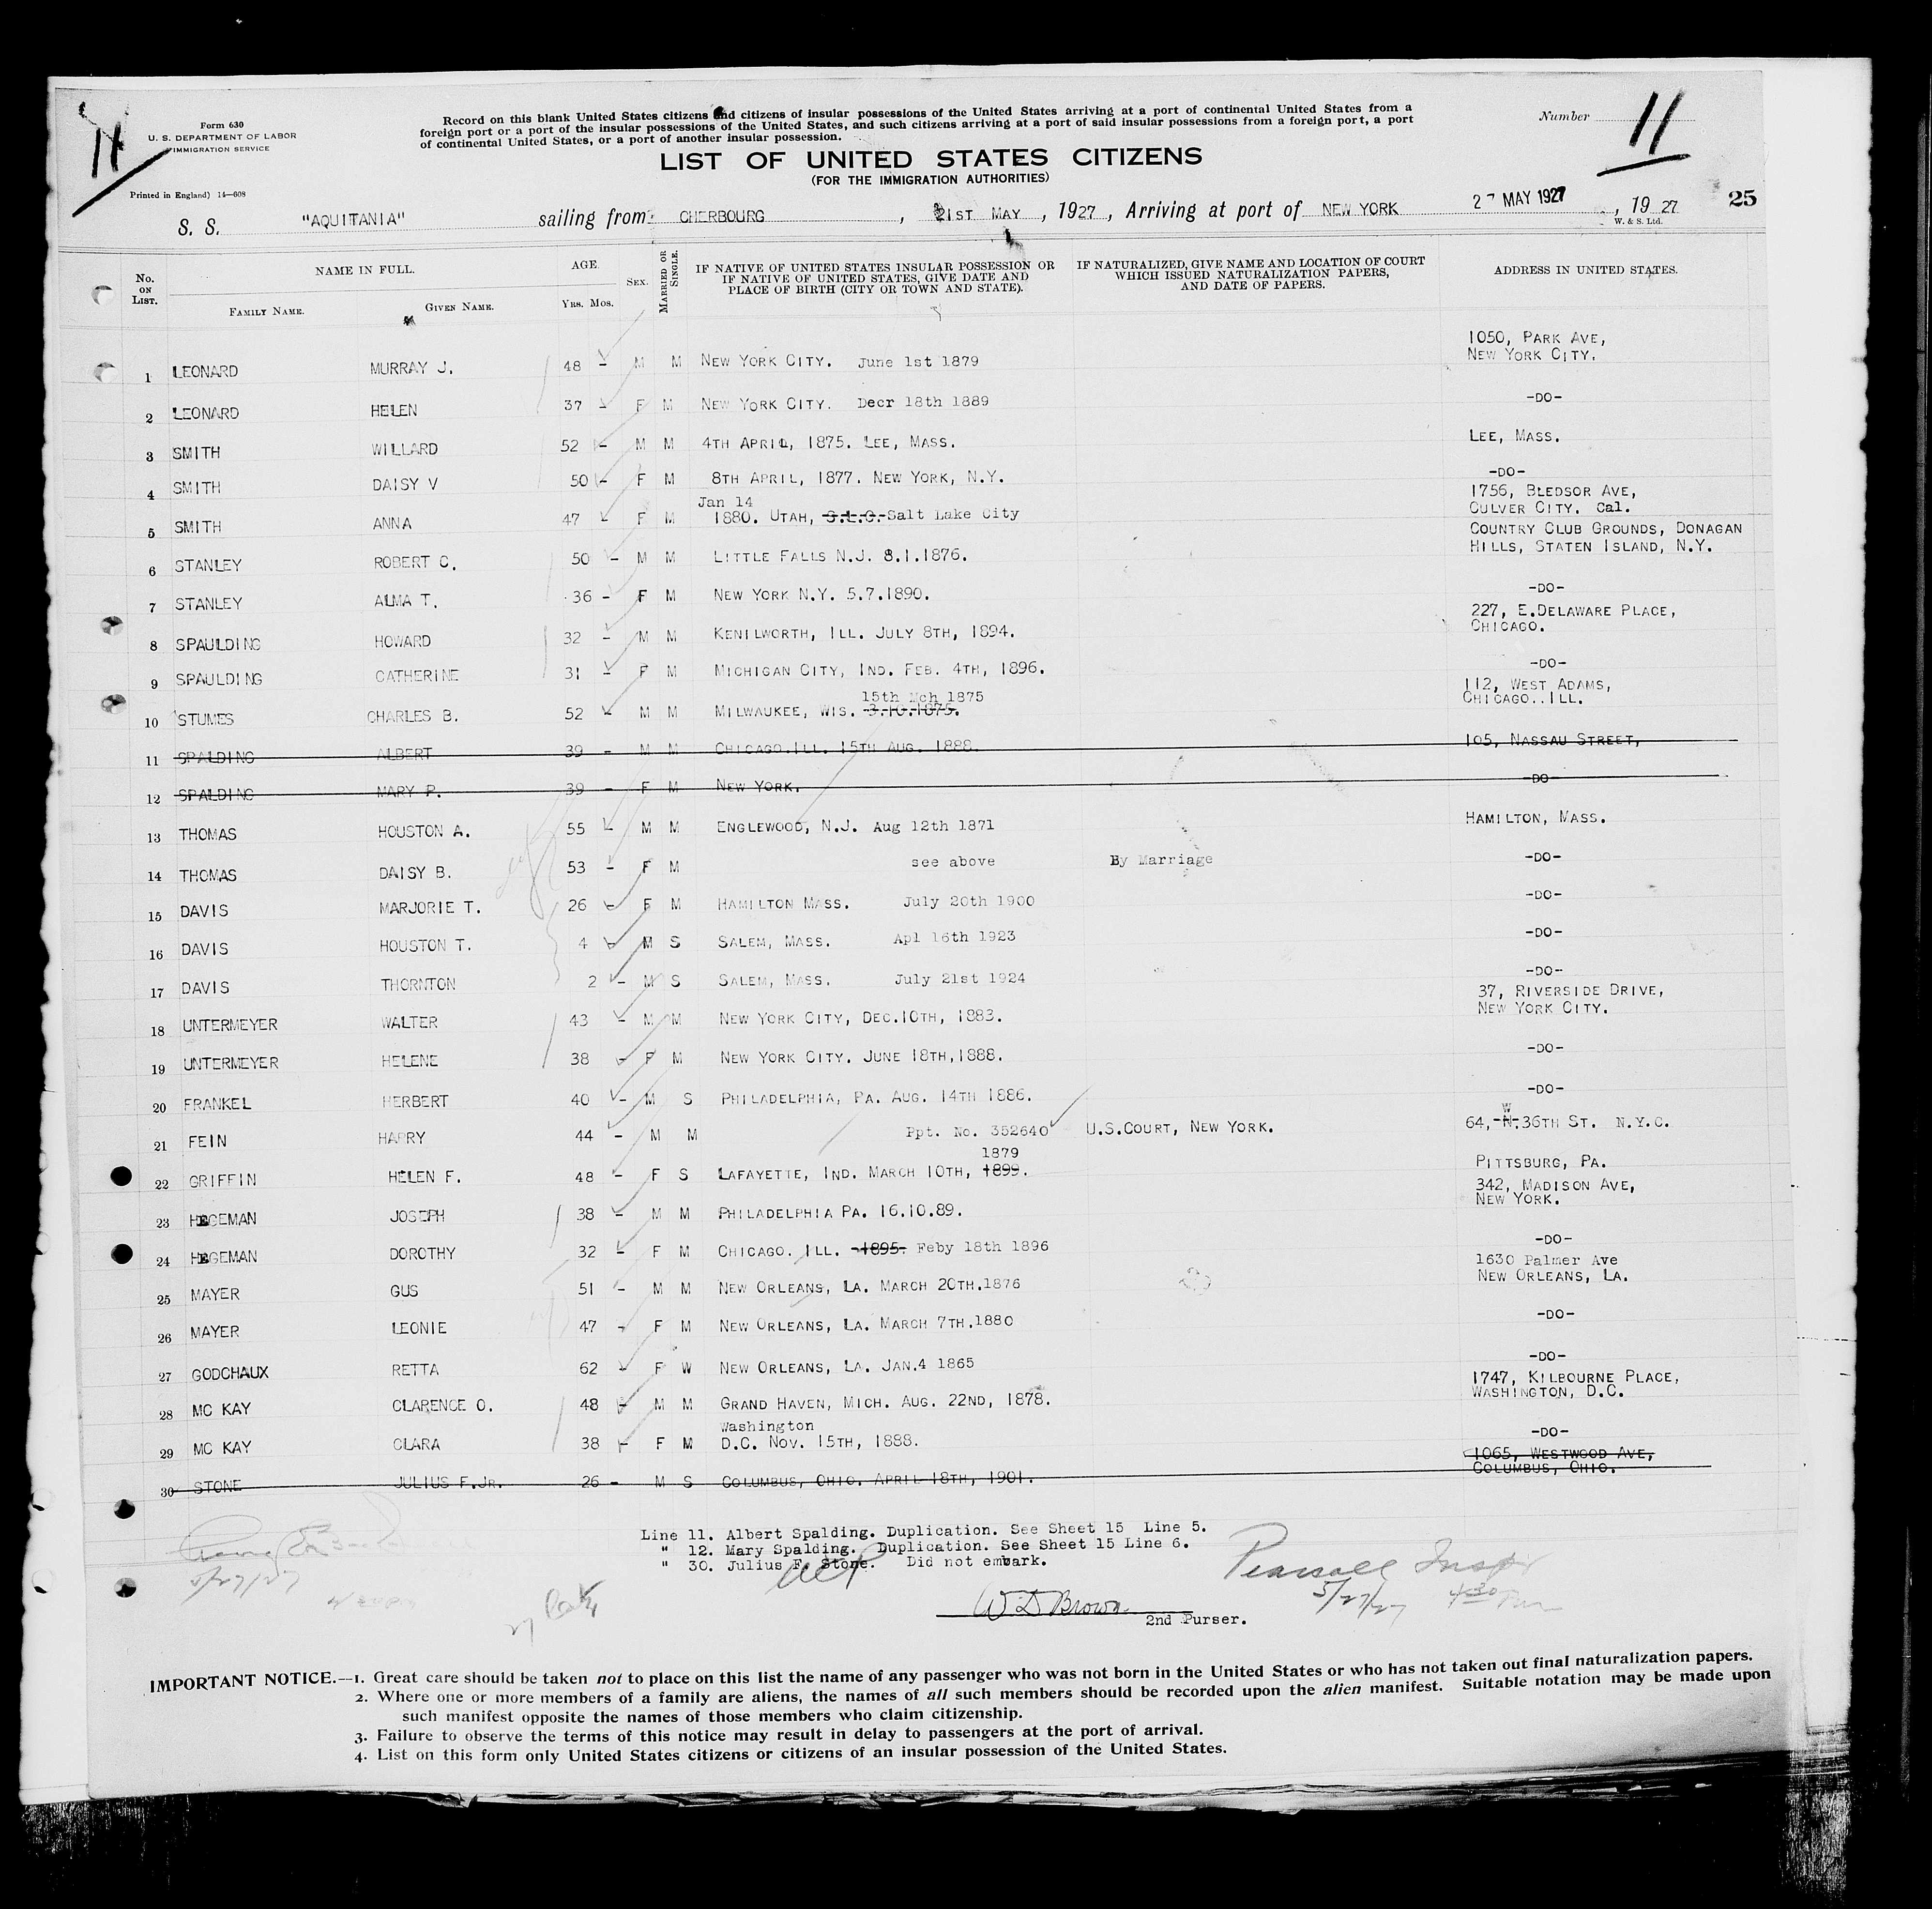 11
Form 630
U. S. DEPARTMENT OF LABOR
IMMIGRATION SERVICE
Printed in England) 14—608
Record on this blank United States citizens and citizens of insular possessions of the United States arriving at a port of continental United States from a
foreign port or a port of the insular possessions of the United States, and such citizens arriving at a port of said insular possessions from a foreign port, a port
of continental United States, or a port of another insular possession.
Number 11
LIST OF UNITED STATES CITIZENS
(FOR THE IMMIGRATION AUTHORITIES)
S. S. "AQUITANIA" sailing from CHERBOURG , 21ST MAY , 1927 , Arriving at port of NEW YORK 27 MAY 1927 , 19 27 25
W. & S. Ltd.
No. ON LIST. NAME IN FULL. FAMILY NAME. GIVEN NAME. AGE. YRS. MOS. SEX. MARRIED OR SINGLE. IF NATIVE OF UNITED STATES INSULAR POSSESSION OR IF NATIVE OF UNITED STATES, GIVE DATE AND PLACE OF BIRTH (CITY OR TOWN AND STATE). IF NATURALIZED, GIVE NAME AND LOCATION OF COURT WHICH ISSUED NATURALIZATION PAPERS, AND DATE OF PAPERS. ADDRESS IN UNITED STATES.
1 LEONARD MURRAY J. 48 - M M NEW YORK CITY. June 1st 1879 1050, PARK AVE, NEW YORK CITY.
2 LEONARD HELEN 37 - F M NEW YORK CITY. Decr 18th 1889 -DO-
3 SMITH WILLARD 52 - M M 4TH APRIL, 1875. LEE, MASS. LEE, MASS.
4 SMITH DAISY V 50 - F M 8TH APRIL, 1877. NEW YORK, N.Y. -DO-
5 SMITH ANNA 47 - F M Jan 14 1880. UTAH, S.L.C. Salt Lake City 1756, BLEDSOR AVE, CULVER CITY. Cal.
6 STANLEY ROBERT C. 50 - M M LITTLE FALLS N.J. 8.1.1876. COUNTRY CLUB GROUNDS, DONAGAN HILLS, STATEN ISLAND, N.Y.
7 STANLEY ALMA T. 36 - F M NEW YORK N.Y. 5.7.1890. -DO-
8 SPAULDING HOWARD 32 - M M KENILWORTH, ILL. JULY 8TH, 1894. 227, E.DELAWARE PLACE, CHICAGO.
9 SPAULDING CATHERINE 31 - F M MICHIGAN CITY, IND. FEB. 4TH, 1896. -DO-
10 STUMES CHARLES B. 52 - M M MILWAUKEE, WIS. 3.16.1875. 15th Mch 1875 112, WEST ADAMS, CHICAGO..ILL.
11 SPALDING ALBERT 39 - M M CHICAGO.ILL. 15TH AUG. 1888. 105, NASSAU STREET,
12 SPALDING MARY P. 39 - F M NEW YORK. -DO-
13 THOMAS HOUSTON A. 55 - M M ENGLEWOOD, N.J. Aug 12th 1871 HAMILTON, MASS.
14 THOMAS DAISY B. 53 - F M see above By Marriage -DO-
15 DAVIS MARJORIE T. 26 - F M HAMILTON MASS. July 20th 1900 -DO-
16 DAVIS HOUSTON T. 4 - M S SALEM, MASS. Apl 16th 1923 -DO-
17 DAVIS THORNTON 2 - M S SALEM, MASS. July 21st 1924 -DO-
18 UNTERMEYER WALTER 43 - M M NEW YORK CITY, DEC.10TH, 1883. 37, RIVERSIDE DRIVE, NEW YORK CITY.
19 UNTERMEYER HELENE 38 - F M NEW YORK CITY. JUNE 18TH,1888. -DO-
20 FRANKEL HERBERT 40 - M S PHILADELPHIA, PA. AUG. 14TH 1886. -DO-
21 FEIN HARRY 44 - M M Ppt. No. 352640 U.S.COURT, NEW YORK. 64, N. W 36TH ST. N.Y.C.
22 GRIFFIN HELEN F. 48 - F S LAFAYETTE, IND. MARCH 10TH, 1899. 1879 PITTSBURG, PA.
23 HEGEMAN JOSEPH 38 - M M PHILADELPHIA PA. 16.10.89. 342, MADISON AVE, NEW YORK.
24 HEGEMAN DOROTHY 32 - F M CHICAGO. ILL. 1895. Feby 18th 1896 -DO-
25 MAYER GUS 51 - M M NEW ORLEANS, LA. MARCH 20TH.1876 1630 Palmer Ave NEW ORLEANS, LA.
26 MAYER LEONIE 47 - F M NEW ORLEANS, LA. MARCH 7TH.1880 -DO-
27 GODCHAUX RETTA 62 - F W NEW ORLEANS, LA. JAN.4 1865 -DO-
28 MC KAY CLARENCE O. 48 - M M GRAND HAVEN, MICH. AUG. 22ND, 1878. 1747, KILBOURNE PLACE, WASHINGTON, D.C.
29 MC KAY CLARA 38 - F M Washington D.C. NOV. 15TH, 1888. -DO-
30 STONE JULIUS F.JR. 26 - M S COLUMBUS, OHIO. APRIL 18TH, 1901. 1065, WESTWOOD AVE, COLUMBUS, OHIO.
Line 11. Albert Spalding. Duplication. See Sheet 15 Line 5.
" 12. Mary Spalding. Duplication. See Sheet 15 Line 6.
" 30. Julius F. Stone. Did not embark.
5/27/27
Pearsall Inspr
5/27/27 4:30 Pm
W D Brown
2nd Purser.
IMPORTANT NOTICE.—1. Great care should be taken not to place on this list the name of any passenger who was not born in the United States or who has not taken out final naturalization papers.
2. Where one or more members of a family are aliens, the names of all such members should be recorded upon the alien manifest. Suitable notation may be made upon
such manifest opposite the names of those members who claim citizenship.
3. Failure to observe the terms of this notice may result in delay to passengers at the port of arrival.
4. List on this form only United States citizens or citizens of an insular possession of the United States.